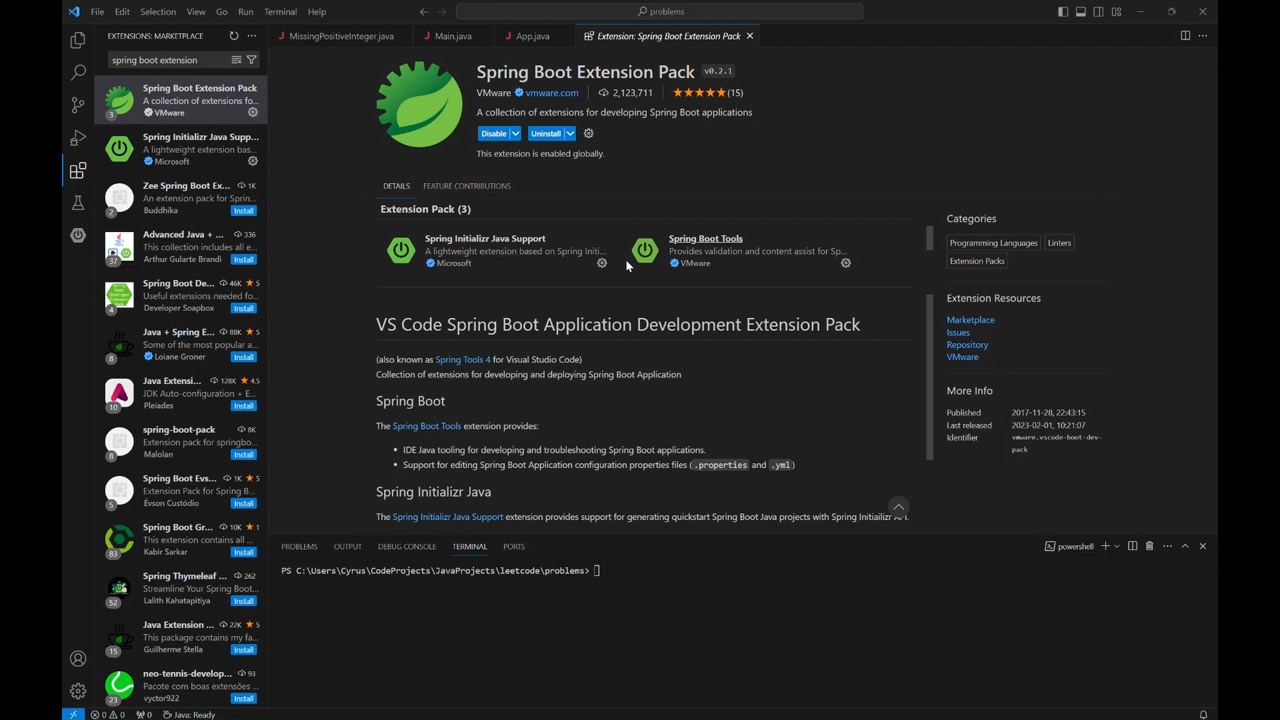 File Edit Selection View Go Run Terminal Help
problems
EXTENSIONS: MARKETPLACE
spring boot extension
Spring Boot Extension Pack
A collection of extensions fo...
VMware
3
Spring Initializr Java Supp...
A lightweight extension bas...
Microsoft
Zee Spring Boot Ex... 1K
An extension pack for Sprin...
Buddhika Install
2
Advanced Java + ... 336
This collection includes all e...
Arthur Gularte Brandi Install
37
Spring Boot De... 46K ★ 5
Useful extensions needed fo...
Developer Soapbox Install
4
Java + Spring E... 88K ★ 5
Some of the most popular a...
Loiane Groner Install
8
Java Extensi... 128K ★ 4.5
JDK Auto-configuration + E...
Pleiades Install
10
spring-boot-pack 8K
Extension pack for springbo...
Malolan Install
8
Spring Boot Evs... 1K ★ 5
Extension Pack for Spring B...
Évson Custódio Install
5
Spring Boot Gr... 10K ★ 1
This extension contains all ...
Kabir Sarkar Install
83
Spring Thymeleaf ... 262
Streamline Your Spring Boot...
Lalith Kahatapitiya Install
52
Java Extension ... 22K ★ 5
This package contains my fa...
Guilherme Stella Install
15
neo-tennis-develop... 93
Pacote com boas extensões ...
vyctor922 Install
23
J MissingPositiveInteger.java J Main.java J App.java Extension: Spring Boot Extension Pack
Spring Boot Extension Pack v0.2.1
VMware vmware.com 2,123,711 ★★★★★ (15)
A collection of extensions for developing Spring Boot applications
Disable Uninstall
This extension is enabled globally.
DETAILS FEATURE CONTRIBUTIONS
Extension Pack (3)
Spring Initializr Java Support
A lightweight extension based on Spring Initi...
Microsoft
Spring Boot Tools
Provides validation and content assist for Sp...
VMware
VS Code Spring Boot Application Development Extension Pack
(also known as Spring Tools 4 for Visual Studio Code)
Collection of extensions for developing and deploying Spring Boot Application
Spring Boot
The Spring Boot Tools extension provides:
• IDE Java tooling for developing and troubleshooting Spring Boot applications.
• Support for editing Spring Boot Application configuration properties files (.properties and .yml)
Spring Initializr Java
The Spring Initializr Java Support extension provides support for generating quickstart Spring Boot Java projects with Spring Initializr API.
Categories
Programming Languages Linters
Extension Packs
Extension Resources
Marketplace
Issues
Repository
VMware
More Info
Published 2017-11-28, 22:43:15
Last released 2023-02-01, 10:21:07
Identifier vmware.vscode-boot-dev-
pack
PROBLEMS OUTPUT DEBUG CONSOLE TERMINAL PORTS
powershell
PS C:\Users\Cyrus\CodeProjects\JavaProjects\leetcode\problems>
0 0 0 Java: Ready